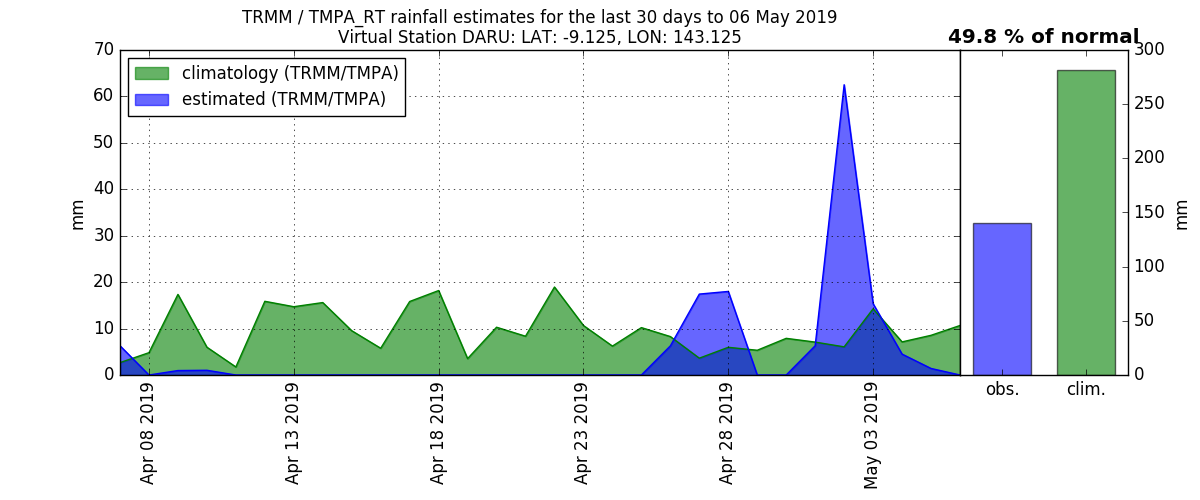 TRMM / TMPA_RT rainfall estimates for the last 30 days to 06 May 2019
Virtual Station DARU: LAT: -9.125, LON: 143.125
49.8 % of normal
climatology (TRMM/TMPA)
estimated (TRMM/TMPA)
70
60
50
40
30
20
10
0
mm
Apr 08 2019
Apr 13 2019
Apr 18 2019
Apr 23 2019
Apr 28 2019
May 03 2019
300
250
200
150
100
50
0
mm
obs.
clim.